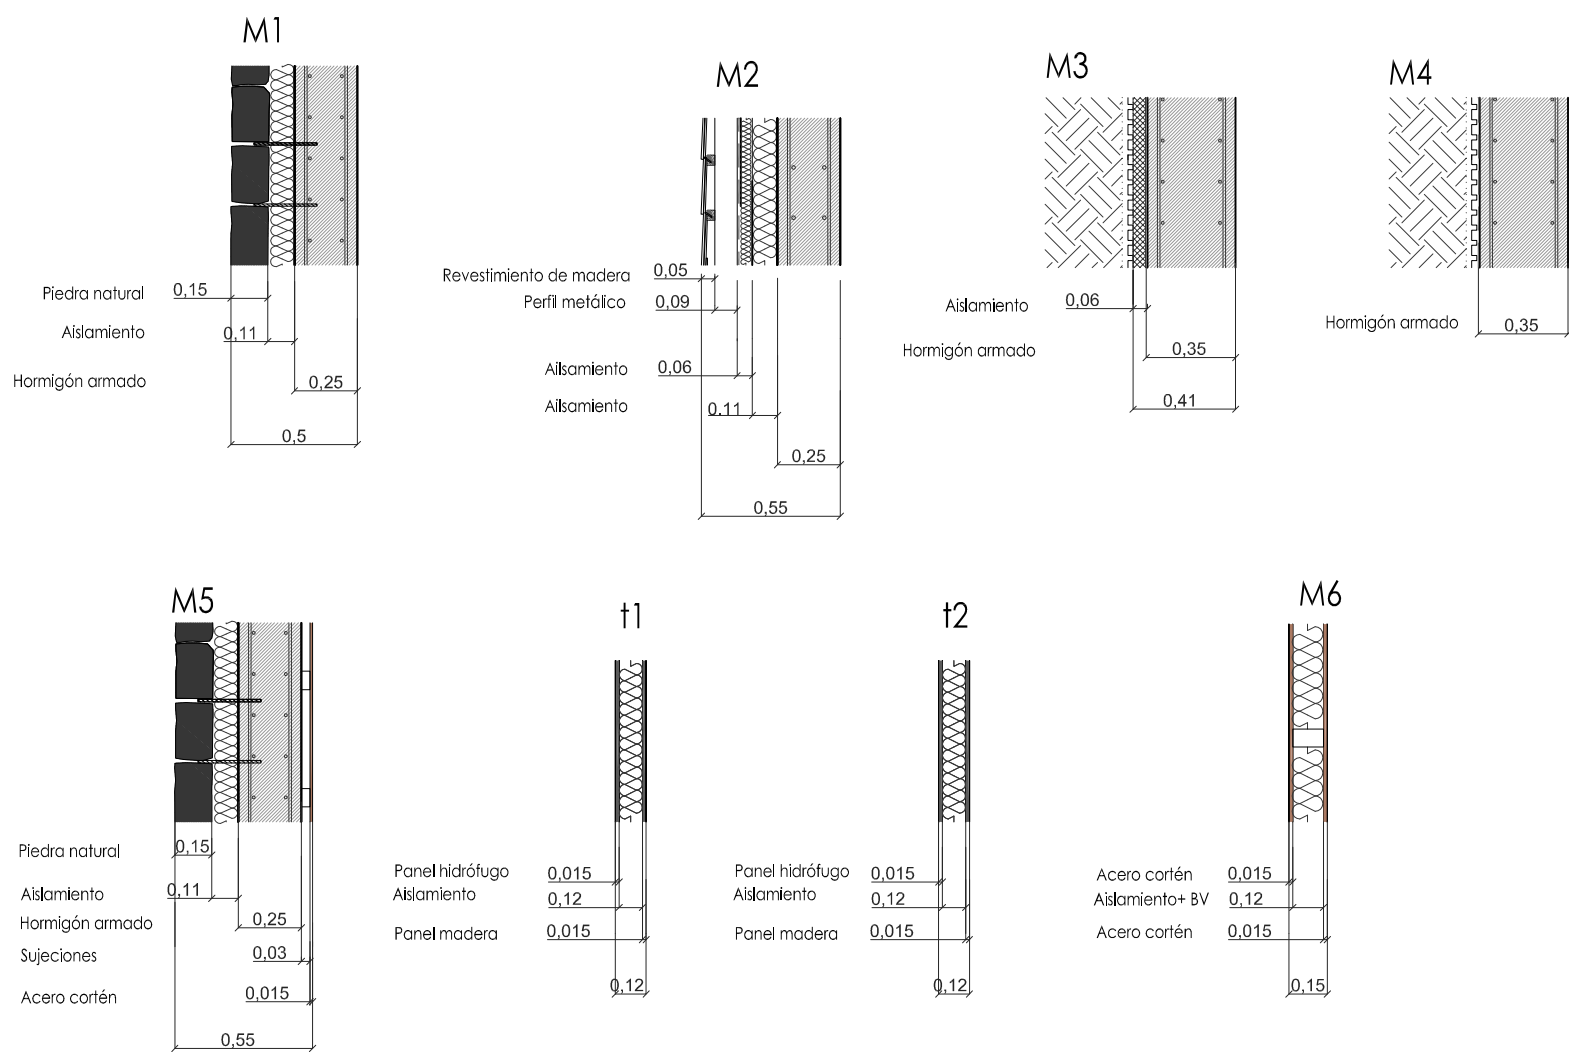 M1
Piedra natural 0,15
Aislamiento 0,11
Hormigón armado 0,25
0,5
M2
Revestimiento de madera 0,05
Perfil metálico 0,09
Ailsamiento 0,06
Ailsamiento 0.11
0,25
0,55
M3
Aislamiento 0,06
Hormigón armado 0,35
0,41
M4
Hormigón armado 0,35
M5
Piedra natural 0,15
Aislamiento 0,11
Hormigón armado 0,25
Sujeciones 0,03
Acero cortén 0,015
0,55
t1
Panel hidrófugo 0,015
Aislamiento 0,12
Panel madera 0,015
0,12
t2
Panel hidrófugo 0,015
Aislamiento 0,12
Panel madera 0,015
0,12
M6
Acero cortén 0,015
Aislamiento+ BV 0,12
Acero cortén 0,015
0,15